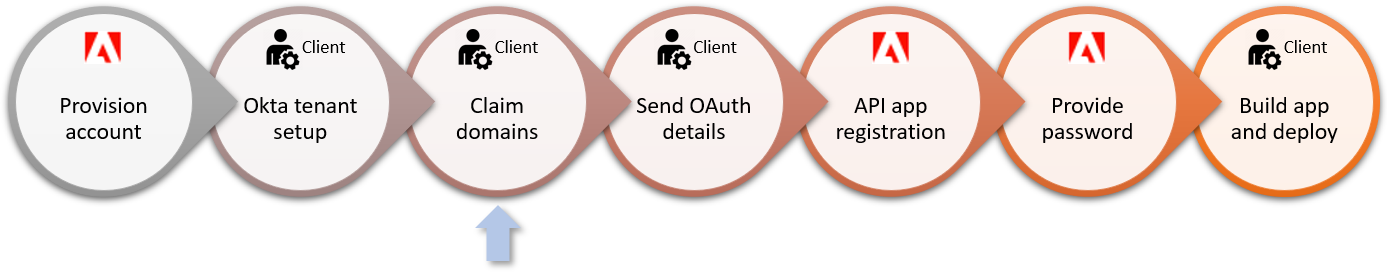 Provision
account
Client
Okta tenant
setup
Client
Claim
domains
Client
Send OAuth
details
API app
registration
Provide
password
Client
Build app
and deploy